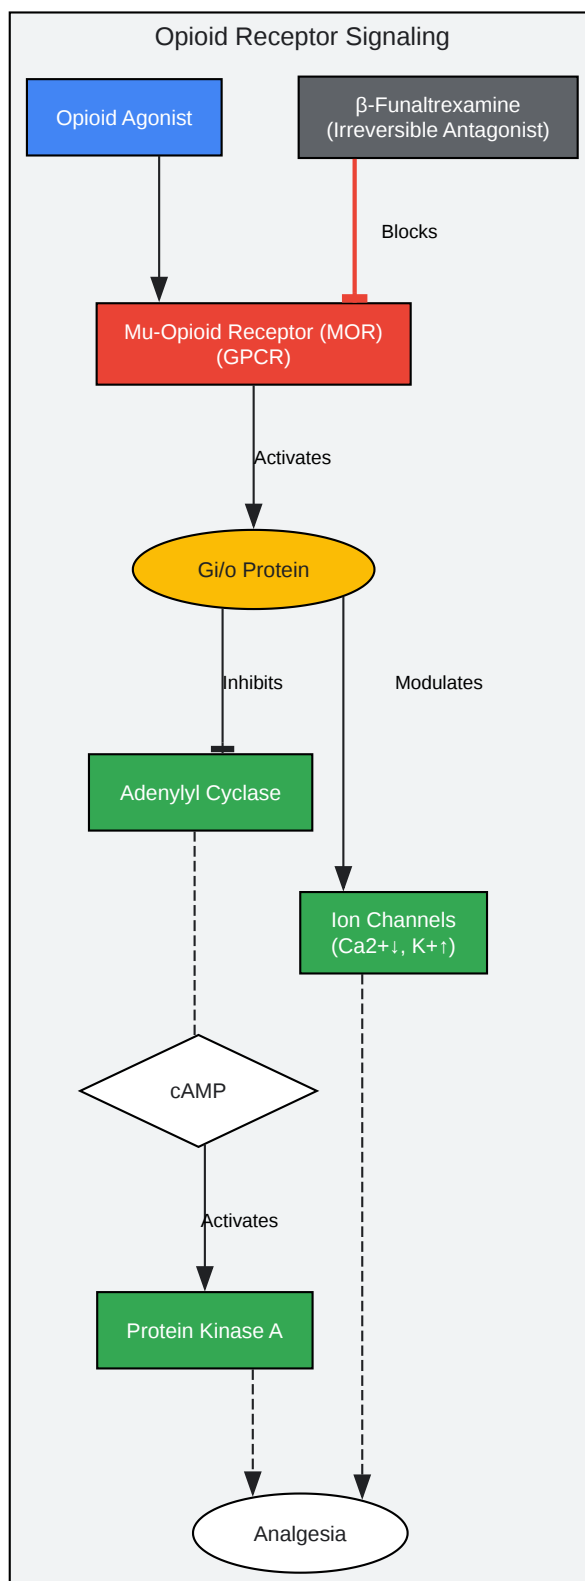 Opioid Receptor Signaling
Opioid Agonist
β-Funaltrexamine
(Irreversible Antagonist)
Blocks
Mu-Opioid Receptor (MOR)
(GPCR)
Activates
Gi/o Protein
Inhibits
Modulates
Adenylyl Cyclase
Ion Channels
(Ca2+↓, K+↑)
cAMP
Activates
Protein Kinase A
Analgesia